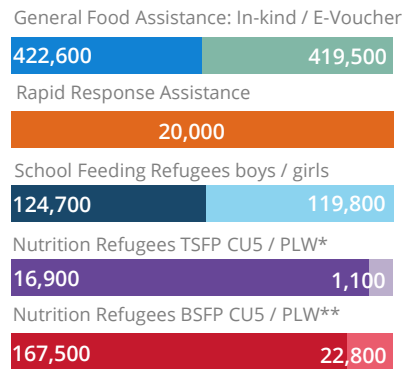 General Food Assistance: In-kind / E-Voucher
422,600 419,500
Rapid Response Assistance
20,000
School Feeding Refugees boys / girls
124,700 119,800
Nutrition Refugees TSFP CU5 / PLW*
16,900 1,100
Nutrition Refugees BSFP CU5 / PLW**
167,500 22,800